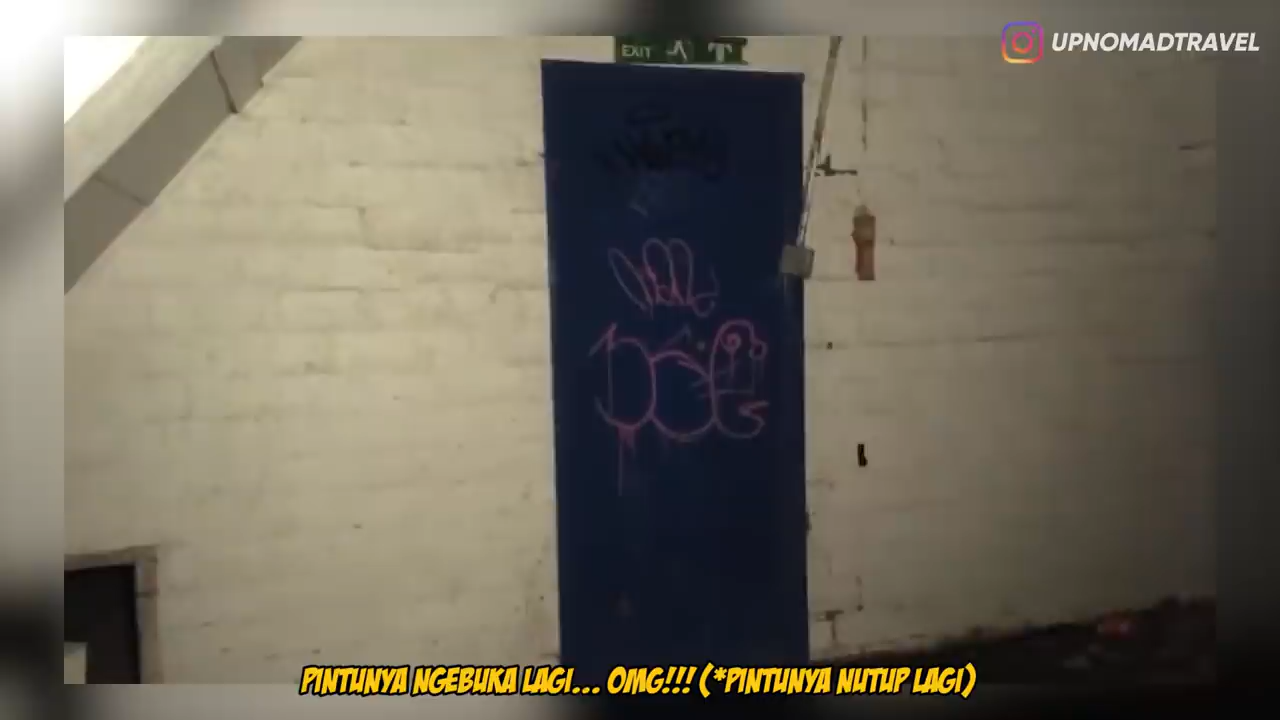 UPNOMADTRAVEL
EXIT
PINTUNYA NGEBUKA LAGI... OMG!!! (*PINTUNYA NUTUP LAGI)